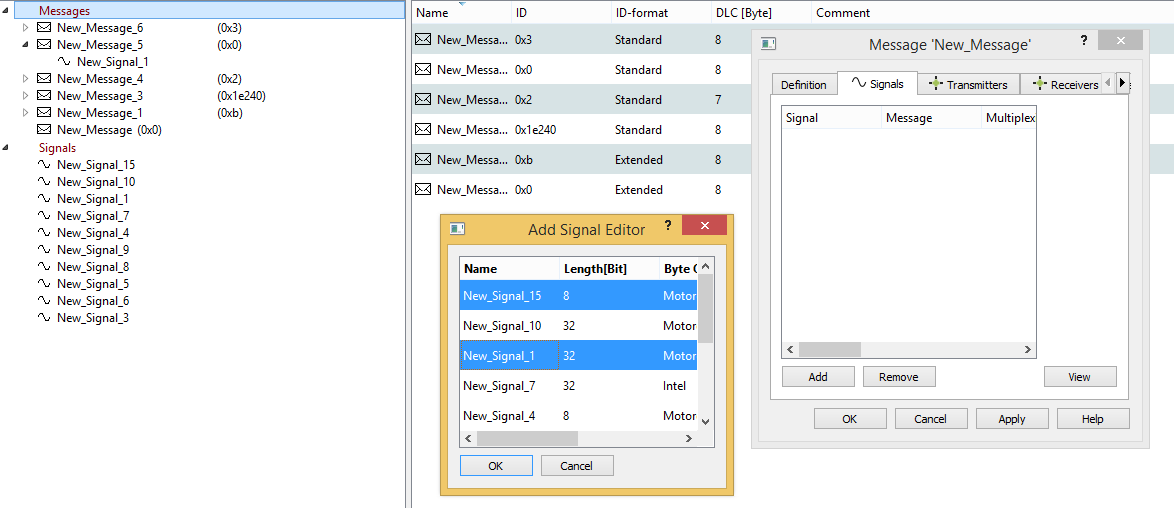 Messages
New_Message_6 (0x3)
New_Message_5 (0x0)
New_Signal_1
New_Message_4 (0x2)
New_Message_3 (0x1e240)
New_Message_1 (0xb)
New_Message (0x0)
Signals
New_Signal_15
New_Signal_10
New_Signal_1
New_Signal_7
New_Signal_4
New_Signal_9
New_Signal_8
New_Signal_5
New_Signal_6
New_Signal_3
Name ID ID-format DLC [Byte] Comment
New_Messa... 0x3 Standard 8
New_Messa... 0x0 Standard 8
New_Messa... 0x2 Standard 7
New_Messa... 0x1e240 Standard 8
New_Messa... 0xb Extended 8
New_Messa... 0x0 Extended 8
Add Signal Editor ?
Name Length[Bit] Byte
New_Signal_15 8 Motor
New_Signal_10 32 Motor
New_Signal_1 32 Motor
New_Signal_7 32 Intel
New_Signal_4 8 Motor
OK Cancel
Message 'New_Message' ?
Definition Signals Transmitters Receivers
Signal Message Multiplex
Add Remove View
OK Cancel Apply Help